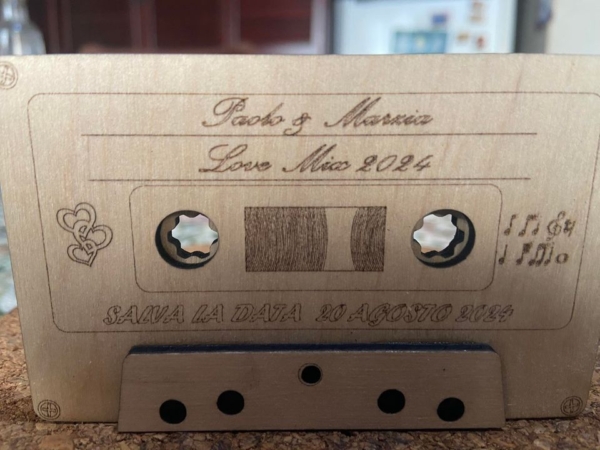 Paolo & Marzia
Love Mix 2024
SALVA LA DATA 20 AGOSTO 2024